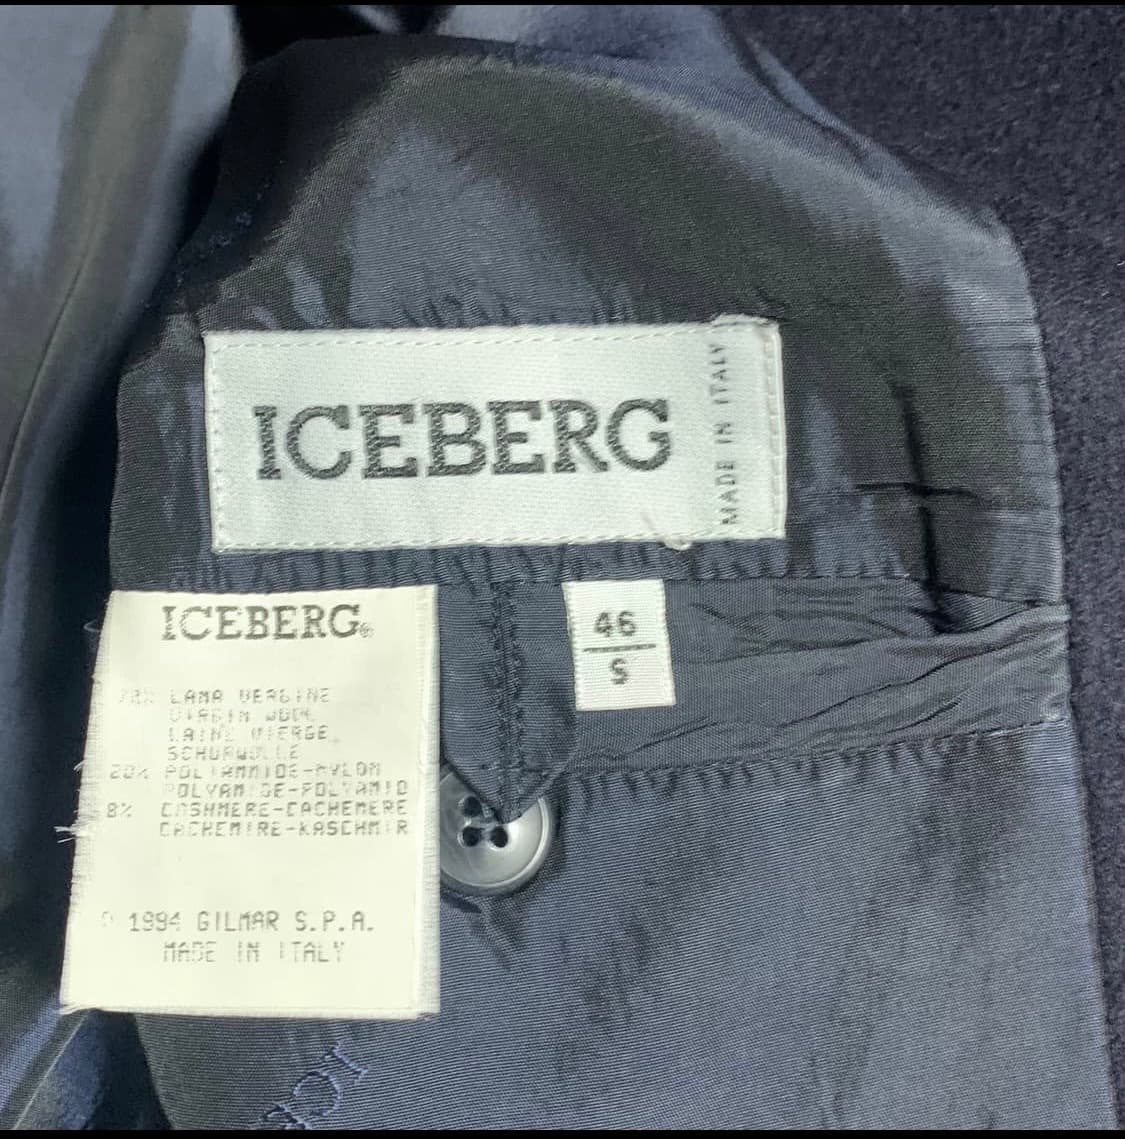 ICEBERG
MADE IN ITALY
46
S
ICEBERG®
LANA VERGINE
VIRGIN WOOL
LAINE VIERGE
SCHURWOLLE
20% POLIAMMIDE-NYLON
POLYAMIDE-POLYAMID
8% CASHMERE-CACHEMERE
CACHEMIRE-KASCHMIR
© 1994 GILMAR S.P.A.
MADE IN ITALY